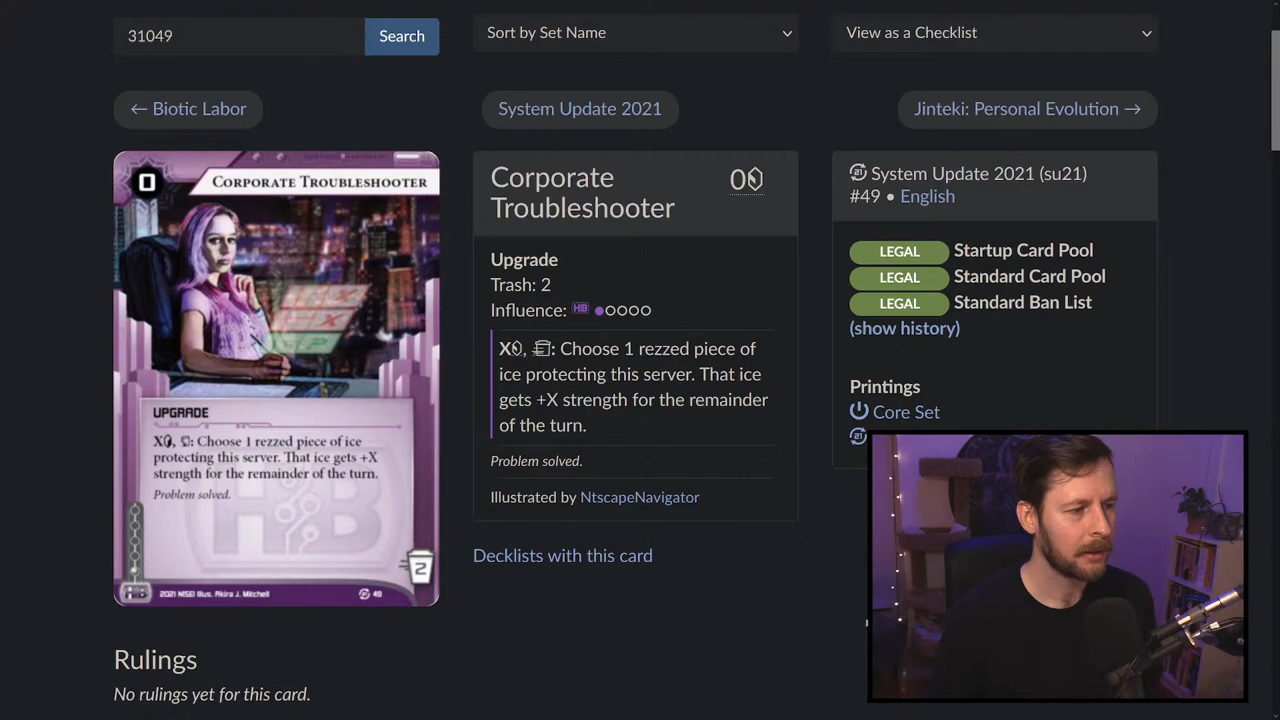 31049
Search
Sort by Set Name
View as a Checklist
← Biotic Labor
System Update 2021
Jinteki: Personal Evolution →
0
CORPORATE TROUBLESHOOTER
UPGRADE
X, : Choose 1 rezzed piece of ice
protecting this server. That ice gets +X
strength for the remainder of the turn.
Problem solved.
2
2021 NISEI Illus. Akira J. Mitchell
49
Corporate
Troubleshooter
0
Upgrade
Trash: 2
Influence: HB ●○○○○
X, : Choose 1 rezzed piece of
ice protecting this server. That ice
gets +X strength for the remainder
of the turn.
Problem solved.
Illustrated by NtscapeNavigator
Decklists with this card
System Update 2021 (su21)
#49 • English
LEGAL Startup Card Pool
LEGAL Standard Card Pool
LEGAL Standard Ban List
(show history)
Printings
Core Set
Rulings
No rulings yet for this card.